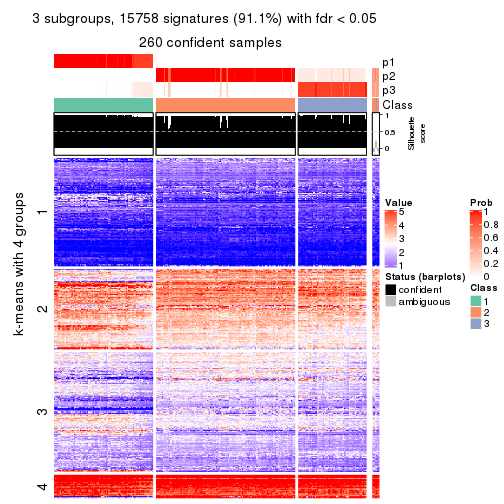 3 subgroups, 15758 signatures (91.1%) with fdr < 0.05
260 confident samples
p1
p2
p3
Class
1
0.5
0
Silhouette
score
k-means with 4 groups
1
2
3
4
Value
5
4
3
2
1
Status (barplots)
confident
ambiguous
Prob
1
0.8
0.6
0.4
0.2
0
Class
1
2
3